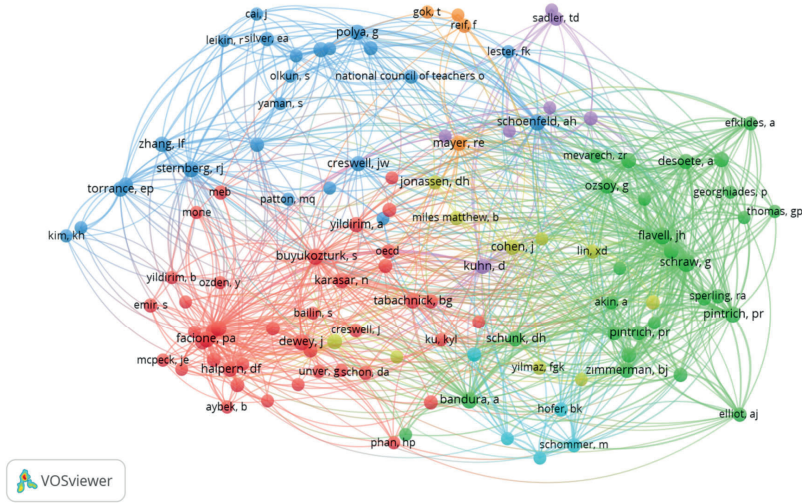 cai, j
gok, t
reif, f
sadler, td
polya, g
leikin, r
silver, ea
lester, fk
olkun, s
national council of teachers o
yaman, s
schoenfeld, ah
efklides, a
zhang, lf
mayer, re
mevarech, zr
desoete, a
sternberg, rj
creswell, jw
jonassen, dh
ozsoy, g
torrance, ep
meb
patton, mq
georghiades, p
mone
yildirim, a
miles matthew, b
thomas, gp
kim, kh
cohen, j
flavell, jh
buyukozturk, s
oecd
lin, xd
kuhn, d
schraw, g
yildirim, b
ozden, y
karasar, n
emir, s
bailin, s
tabachnick, bg
akin, a
sperling, ra
pintrich, pr
creswell, j
facione, pa
dewey, j
ku, kyl
schunk, dh
pintrich, pr
mcpeck, je
halpern, df
unver, g
schon, da
yilmaz, fgk
zimmerman, bj
aybek, b
bandura, a
hofer, bk
elliot, aj
phan, hp
schommer, m
VOSviewer